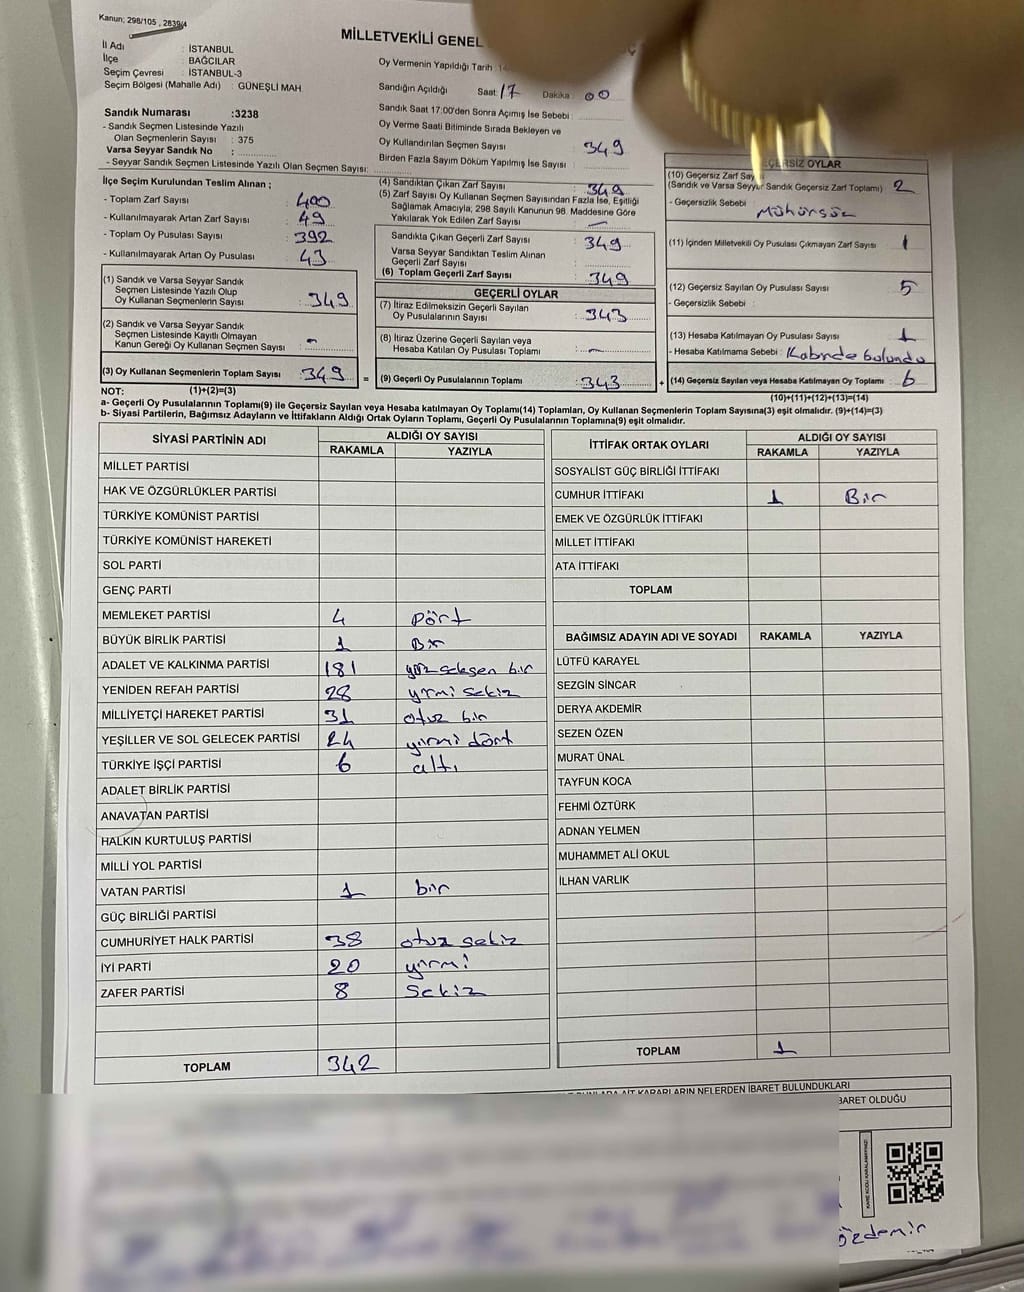 Kanun; 298/105 , 2839/4
MİLLETVEKİLİ GENEL
İl Adı : İSTANBUL
İlçe : BAĞCILAR
Seçim Çevresi : İSTANBUL-3
Seçim Bölgesi (Mahalle Adı) : GÜNEŞLİ MAH.
Sandık Numarası :3238
- Sandık Seçmen Listesinde Yazılı
Olan Seçmenlerin Sayısı : 375
Varsa Seyyar Sandık No :
- Seyyar Sandık Seçmen Listesinde Yazılı Olan Seçmen Sayısı:
Oy Vermenin Yapıldığı Tarih :
Sandığın Açıldığı Saat : 17 Dakika : 00
Sandık Saat 17:00'den Sonra Açımış İse Sebebi :
Oy Verme Saati Bitiminde Sırada Bekleyen ve
Oy Kullandırılan Seçmen Sayısı : 349
Birden Fazla Sayım Döküm Yapılmış İse Sayısı :
İlçe Seçim Kurulundan Teslim Alınan ;
- Toplam Zarf Sayısı : 400
- Kullanılmayarak Artan Zarf Sayısı : 49
- Toplam Oy Pusulası Sayısı : 392
- Kullanılmayarak Artan Oy Pusulası : 43
(1) Sandık ve Varsa Seyyar Sandık
Seçmen Listesinde Yazılı Olup
Oy Kullanan Seçmenlerin Sayısı : 349
(2) Sandık ve Varsa Seyyar Sandık
Seçmen Listesinde Kayıtlı Olmayan
Kanun Gereği Oy Kullanan Seçmen Sayısı : -
(3) Oy Kullanan Seçmenlerin Toplam Sayısı :349
(4) Sandıktan Çıkan Zarf Sayısı : 349
(5) Zarf Sayısı Oy Kullanan Seçmen Sayısından Fazla İse, Eşitliği
Sağlamak Amacıyla; 298 Sayılı Kanunun 98. Maddesine Göre
Yakılarak Yok Edilen Zarf Sayısı : -
Sandıkta Çıkan Geçerli Zarf Sayısı : 349
Varsa Seyyar Sandıktan Teslim Alınan
Geçerli Zarf Sayısı :
(6) Toplam Geçerli Zarf Sayısı : 349
GEÇERLİ OYLAR
(7) İtiraz Edilmeksizin Geçerli Sayılan
Oy Pusulalarının Sayısı : 343
(8) İtiraz Üzerine Geçerli Sayılan veya
Hesaba Katılan Oy Pusulası Toplamı : -
= (9) Geçerli Oy Pusulalarının Toplamı : 343 +
GEÇERSİZ OYLAR
(10) Geçersiz Zarf Say
(Sandık ve Varsa Seyyur Sandık Geçersiz Zarf Toplamı) : 2
- Geçersizlik Sebebi : Mühürsüz
(11) İçinden Milletvekili Oy Pusulası Çıkmayan Zarf Sayısı : 1
(12) Geçersiz Sayılan Oy Pusulası Sayısı : 5
- Geçersizlik Sebebi :
(13) Hesaba Katılmayan Oy Pusulası Sayısı : 1
- Hesaba Katılmama Sebebi : Kabinde bulundu
(14) Geçersiz Sayılan veya Hesaba Katılmayan Oy Toplamı : 6
NOT: (1)+(2)=(3) (10)+(11)+(12)+(13)=(14)
a- Geçerli Oy Pusulalarının Toplamı(9) ile Geçersiz Sayılan veya Hesaba katılmayan Oy Toplamı(14) Toplamları, Oy Kullanan Seçmenlerin Toplam Sayısına(3) eşit olmalıdır. (9)+(14)=(3)
b- Siyasi Partilerin, Bağımsız Adayların ve İttifakların Aldığı Ortak Oyların Toplamı, Geçerli Oy Pusulalarının Toplamına(9) eşit olmalıdır.
SİYASİ PARTİNİN ADI ALDIĞI OY SAYISI
RAKAMLA YAZIYLA
MİLLET PARTİSİ
HAK VE ÖZGÜRLÜKLER PARTİSİ
TÜRKİYE KOMÜNİST PARTİSİ
TÜRKİYE KOMÜNİST HAREKETİ
SOL PARTİ
GENÇ PARTİ
MEMLEKET PARTİSİ 4 Dört
BÜYÜK BİRLİK PARTİSİ 1 Bir
ADALET VE KALKINMA PARTİSİ 181 yüz seksen bir
YENİDEN REFAH PARTİSİ 28 yirmi sekiz
MİLLİYETÇİ HAREKET PARTİSİ 31 otuz bir
YEŞİLLER VE SOL GELECEK PARTİSİ 24 yirmi dört
TÜRKİYE İŞÇİ PARTİSİ 6 altı
ADALET BİRLİK PARTİSİ
ANAVATAN PARTİSİ
HALKIN KURTULUŞ PARTİSİ
MİLLİ YOL PARTİSİ
VATAN PARTİSİ 1 bir
GÜÇ BİRLİĞİ PARTİSİ
CUMHURİYET HALK PARTİSİ 38 otuz sekiz
İYİ PARTİ 20 yirmi
ZAFER PARTİSİ 8 Sekiz
TOPLAM 342
İTTİFAK ORTAK OYLARI ALDIĞI OY SAYISI
RAKAMLA YAZIYLA
SOSYALİST GÜÇ BİRLİĞİ İTTİFAKI
CUMHUR İTTİFAKI 1 Bir
EMEK VE ÖZGÜRLÜK İTTİFAKI
MİLLET İTTİFAKI
ATA İTTİFAKI
TOPLAM
BAĞIMSIZ ADAYIN ADI VE SOYADI RAKAMLA YAZIYLA
LÜTFÜ KARAYEL
SEZGİN SİNCAR
DERYA AKDEMİR
SEZEN ÖZEN
MURAT ÜNAL
TAYFUN KOCA
FEHMİ ÖZTÜRK
ADNAN YELMEN
MUHAMMET ALİ OKUL
İLHAN VARLIK
TOPLAM 1
AİT KARARLARIN NELERDEN İBARET BULUNDUKLARI
BARET OLDUĞU
KARE KODU KARALAMAYINIZ!
özdemir